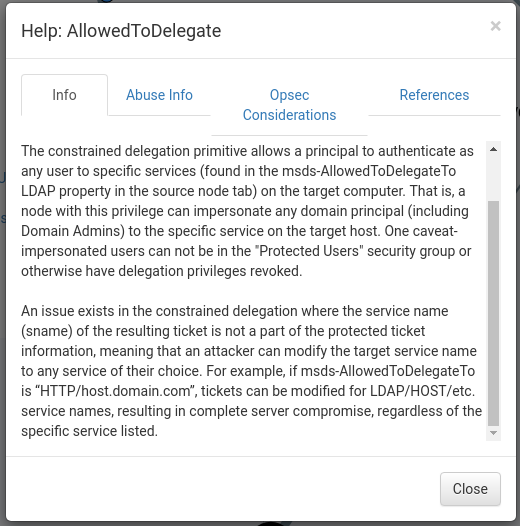 Help: AllowedToDelegate
×
Info
Abuse Info
Opsec
Considerations
References
The constrained delegation primitive allows a principal to authenticate as
any user to specific services (found in the msds-AllowedToDelegateTo
LDAP property in the source node tab) on the target computer. That is, a
node with this privilege can impersonate any domain principal (including
Domain Admins) to the specific service on the target host. One caveat-
impersonated users can not be in the "Protected Users" security group or
otherwise have delegation privileges revoked.
An issue exists in the constrained delegation where the service name
(sname) of the resulting ticket is not a part of the protected ticket
information, meaning that an attacker can modify the target service name
to any service of their choice. For example, if msds-AllowedToDelegateTo
is “HTTP/host.domain.com”, tickets can be modified for LDAP/HOST/etc.
service names, resulting in complete server compromise, regardless of the
specific service listed.
Close